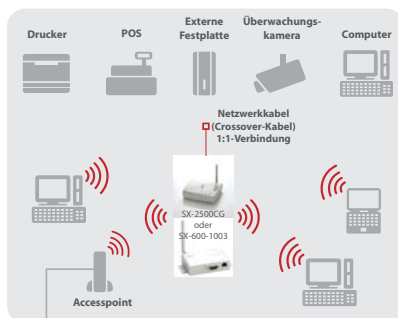 Drucker
POS
Externe
Festplatte
Überwachungs-
kamera
Computer
Netzwerkkabel
(Crossover-Kabel)
1:1-Verbindung
SX-2500CG
oder
SX-600-1003
Accesspoint